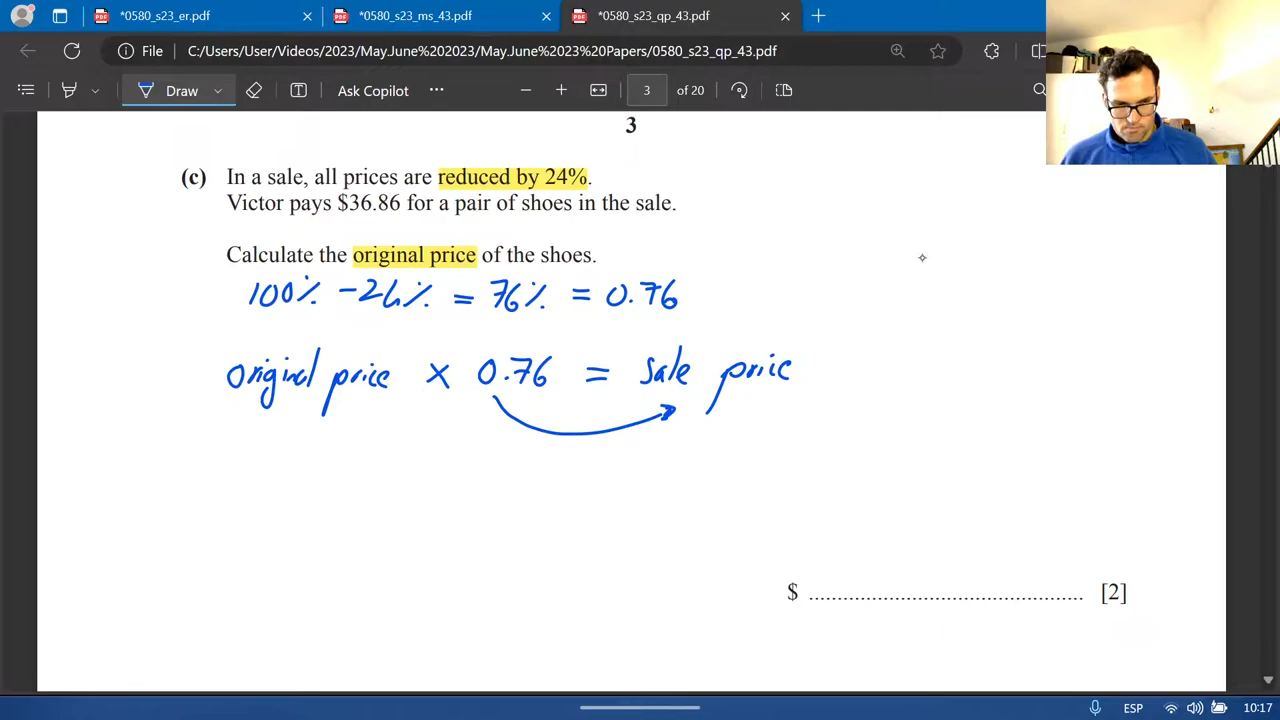 *0580_s23_er.pdf
*0580_s23_ms_43.pdf
*0580_s23_qp_43.pdf
File C:/Users/User/Videos/2023/May.June%202023/May.June%2023%20Papers/0580_s23_qp_43.pdf
Draw
Ask Copilot
3 of 20
3
(c) In a sale, all prices are reduced by 24%.
Victor pays $36.86 for a pair of shoes in the sale.
Calculate the original price of the shoes.
100% - 24% = 76% = 0.76
original price × 0.76 = sale price
$ ................................................ [2]
ESP 10:17